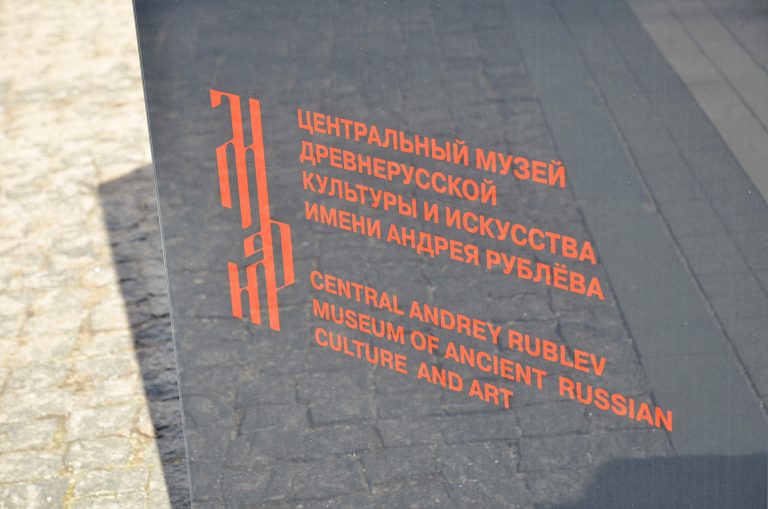 ЦЕНТРАЛЬНЫЙ МУЗЕЙ
ДРЕВНЕРУССКОЙ
КУЛЬТУРЫ И ИСКУССТВА
ИМЕНИ АНДРЕЯ РУБЛЁВА
CENTRAL ANDREY RUBLEV
MUSEUM OF ANCIENT RUSSIAN
CULTURE AND ART